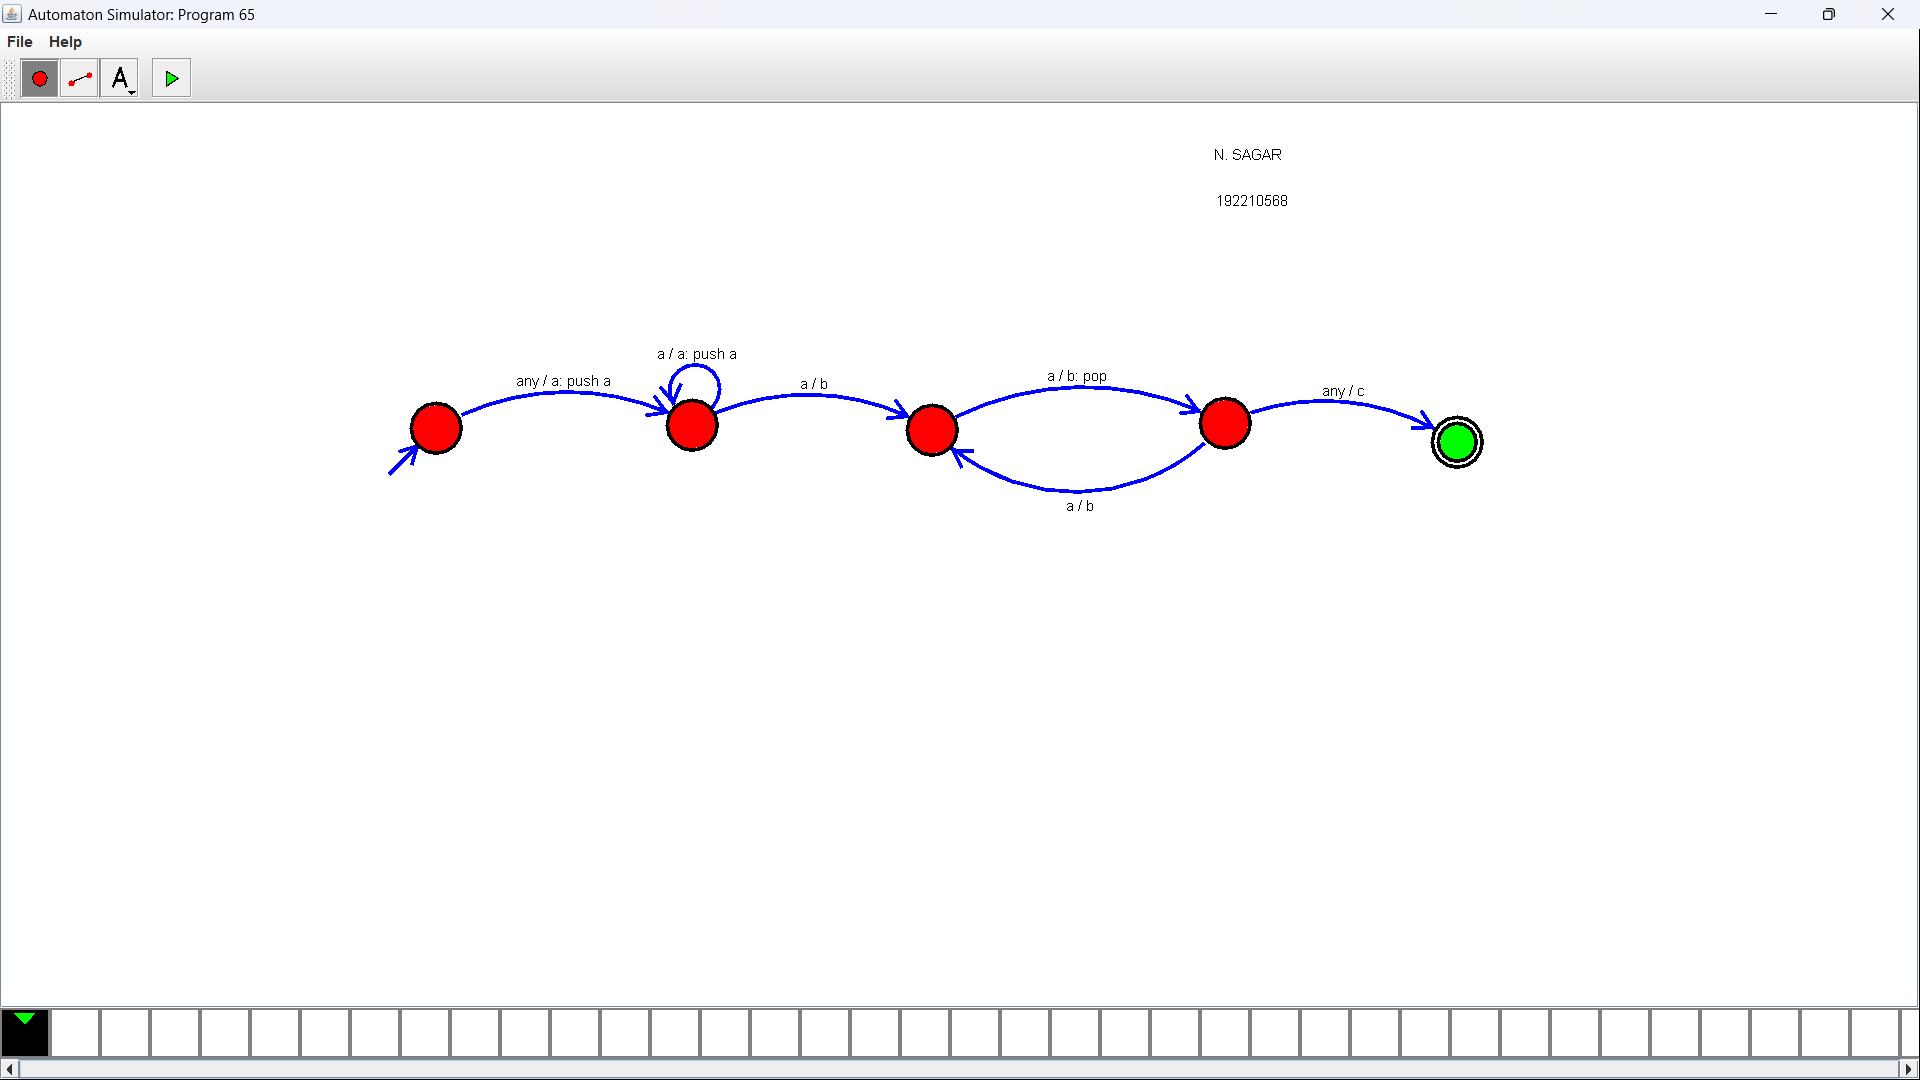 Automaton Simulator: Program 65
File Help
A
N. SAGAR
192210568
a / a: push a
any / a: push a
a / b
a / b: pop
any / c
a / b